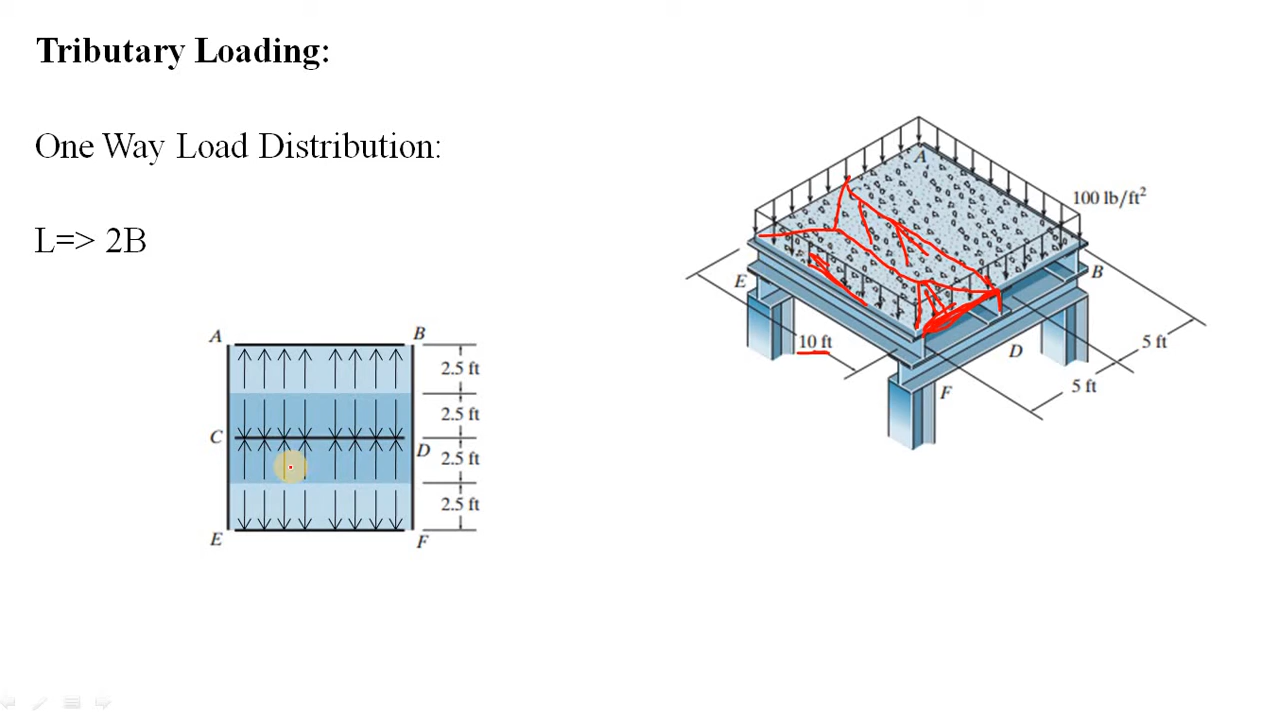 Tributary Loading:
One Way Load Distribution:
L=> 2B
A
B
2.5 ft
2.5 ft
C
D
2.5 ft
2.5 ft
E
F
A
100 lb/ft²
B
E
10 ft
D
5 ft
5 ft
F